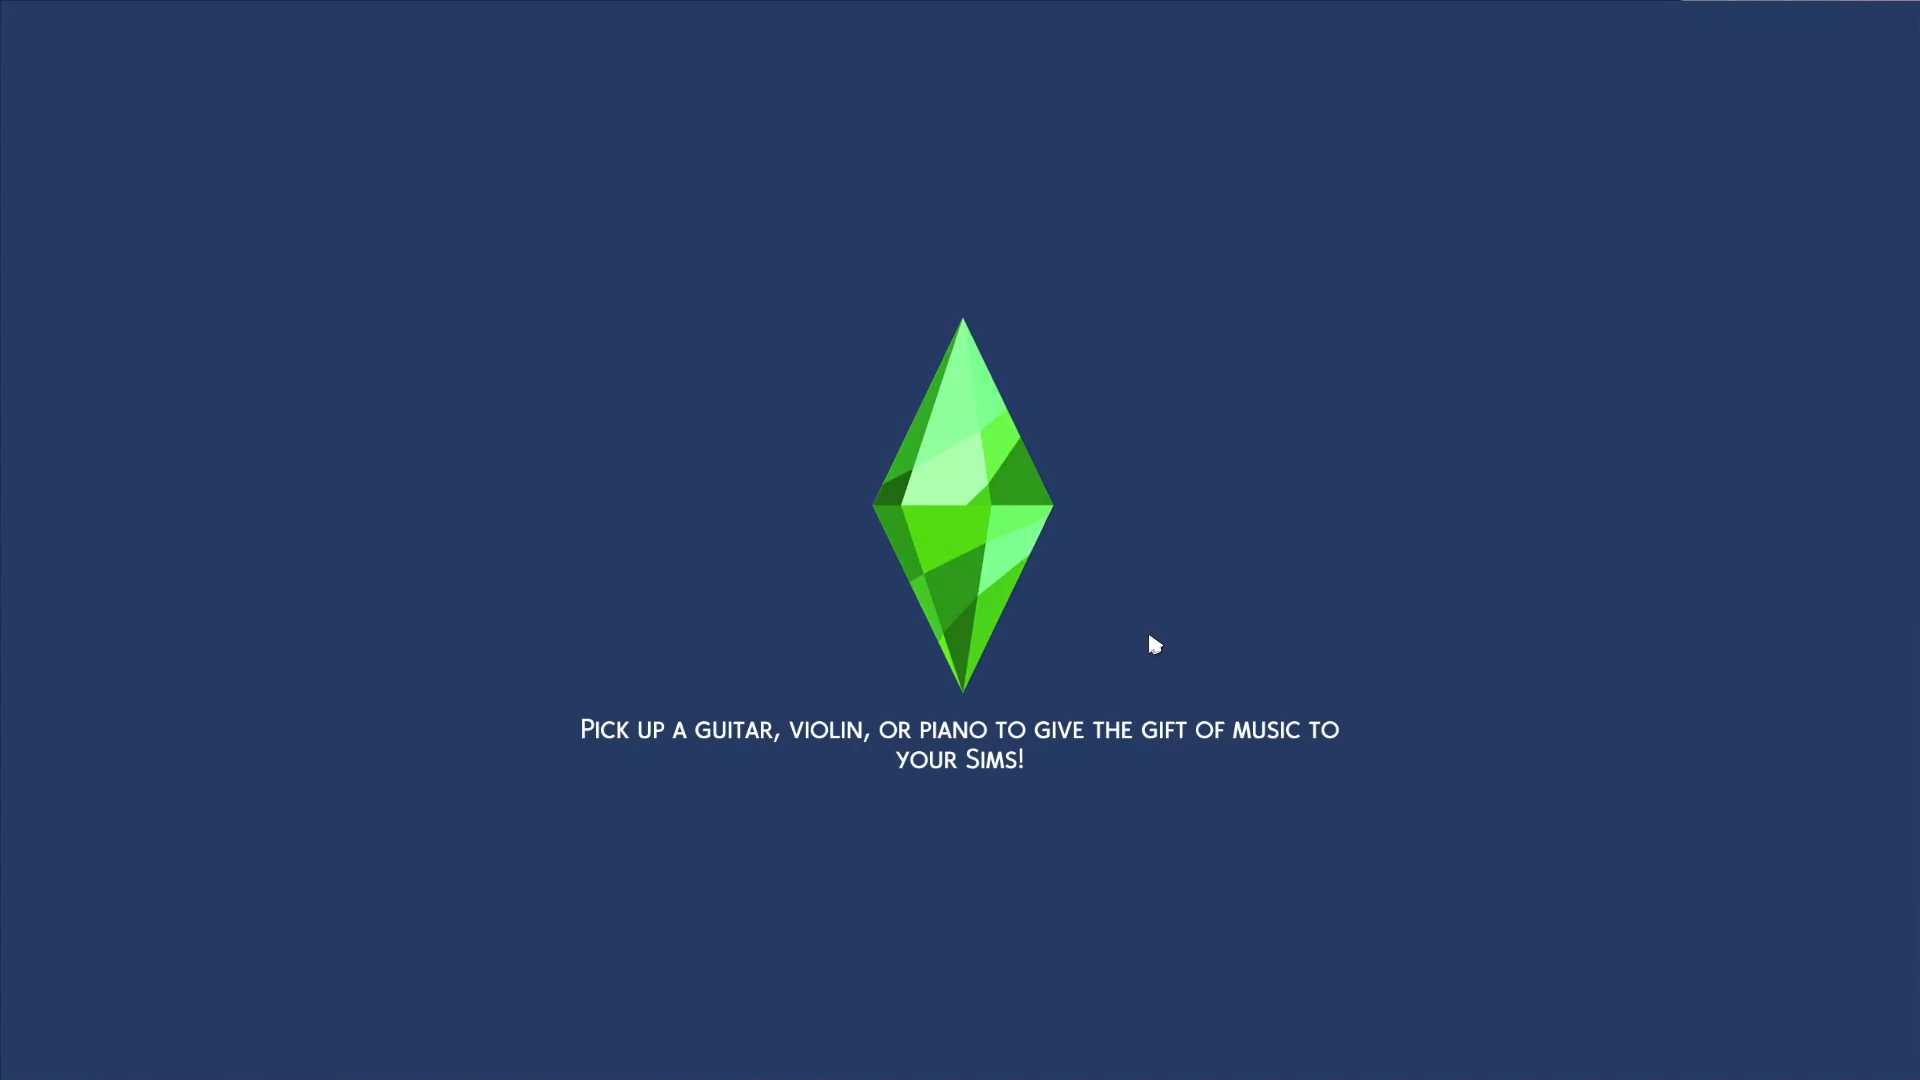 Pick up a guitar, violin, or piano to give the gift of music to
your Sims!